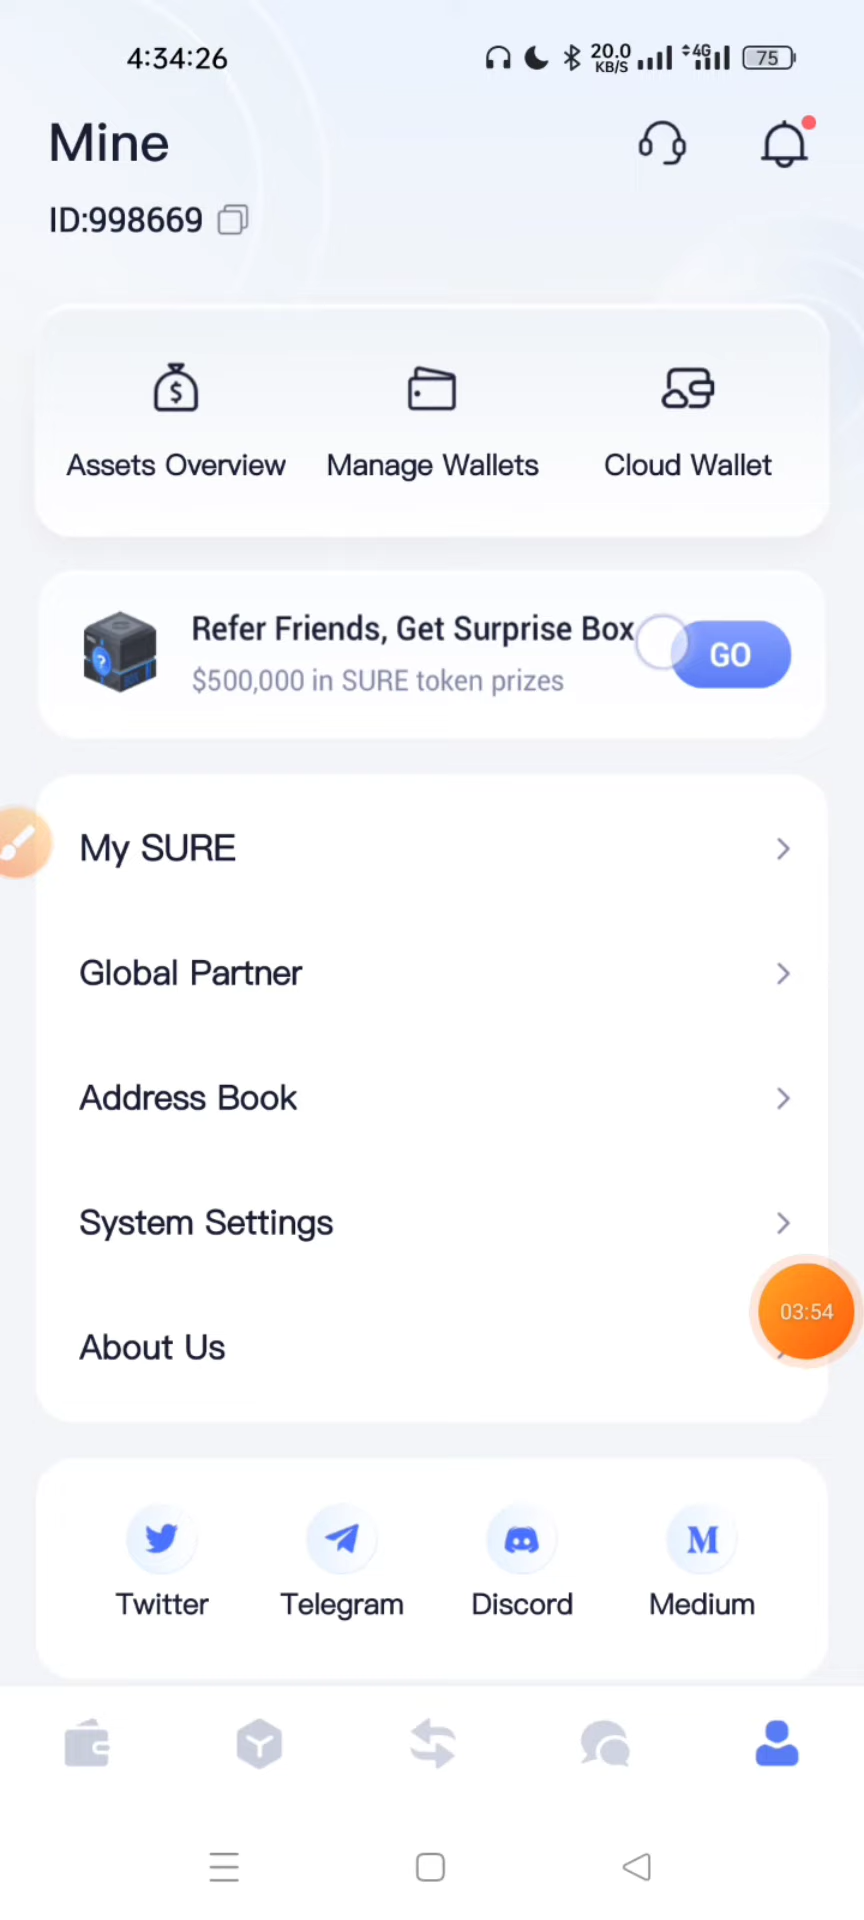 4:34:26
20.0
KB/S
4G
75
Mine
ID:998669
Assets Overview
Manage Wallets
Cloud Wallet
Refer Friends, Get Surprise Box
GO
$500,000 in SURE token prizes
My SURE
Global Partner
Address Book
System Settings
03:54
About Us
Twitter
Telegram
Discord
M
Medium